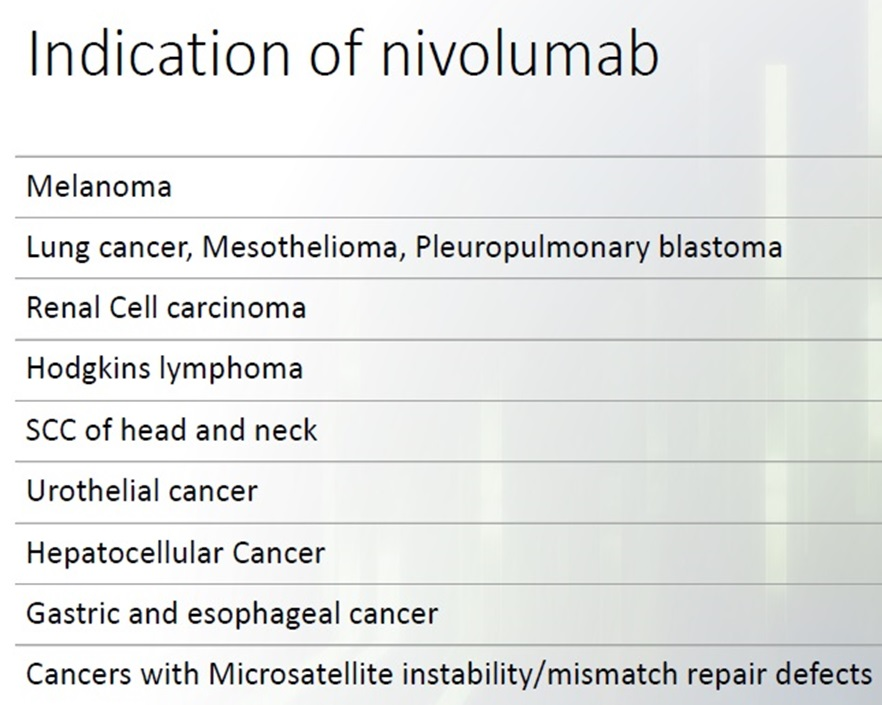 Indication of nivolumab
Melanoma
Lung cancer, Mesothelioma, Pleuropulmonary blastoma
Renal Cell carcinoma
Hodgkins lymphoma
SCC of head and neck
Urothelial cancer
Hepatocellular Cancer
Gastric and esophageal cancer
Cancers with Microsatellite instability/mismatch repair defects